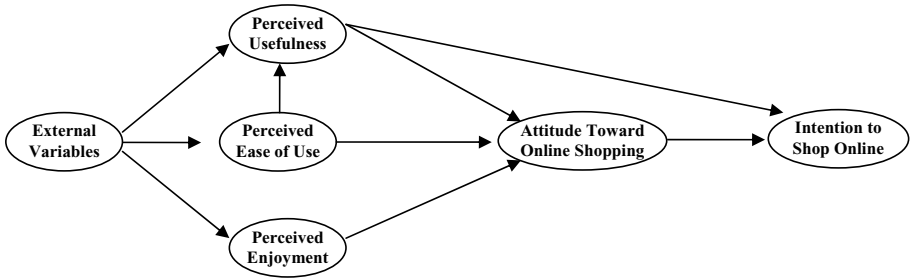 Perceived
Usefulness
External
Variables
Perceived
Ease of Use
Attitude Toward
Online Shopping
Intention to
Shop Online
Perceived
Enjoyment